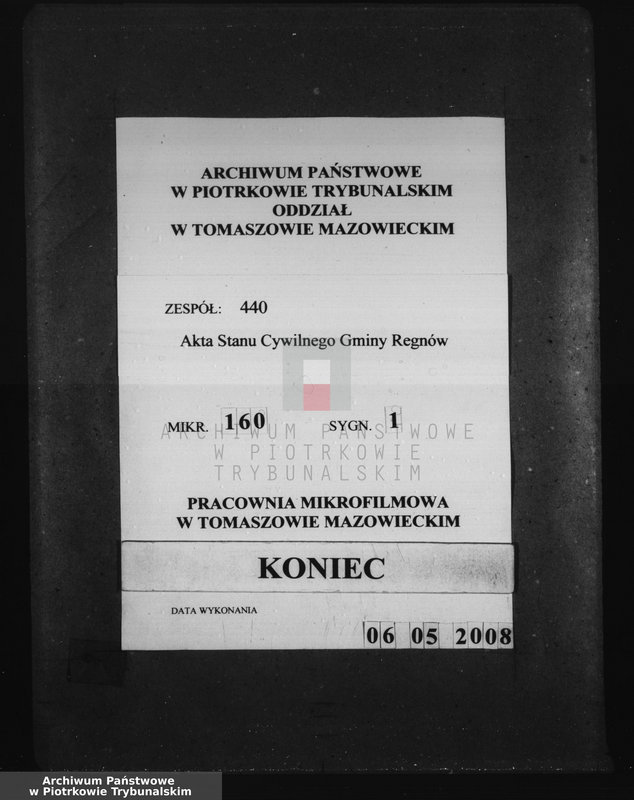 ARCHIWUM PAŃSTWOWE
W PIOTRKOWIE TRYBUNALSKIM
ODDZIAŁ
W TOMASZOWIE MAZOWIECKIM
ZESPÓŁ: 440
Akta Stanu Cywilnego Gminy Regnów
MIKR. 160 SYGN. 1
ARCHIWUM PAŃSTWOWE
W PIOTRKOWIE
TRYBUNALSKIM
PRACOWNIA MIKROFILMOWA
W TOMASZOWIE MAZOWIECKIM
KONIEC
DATA WYKONANIA
06 05 2008
Archiwum Państwowe
w Piotrkowie Trybunalskim